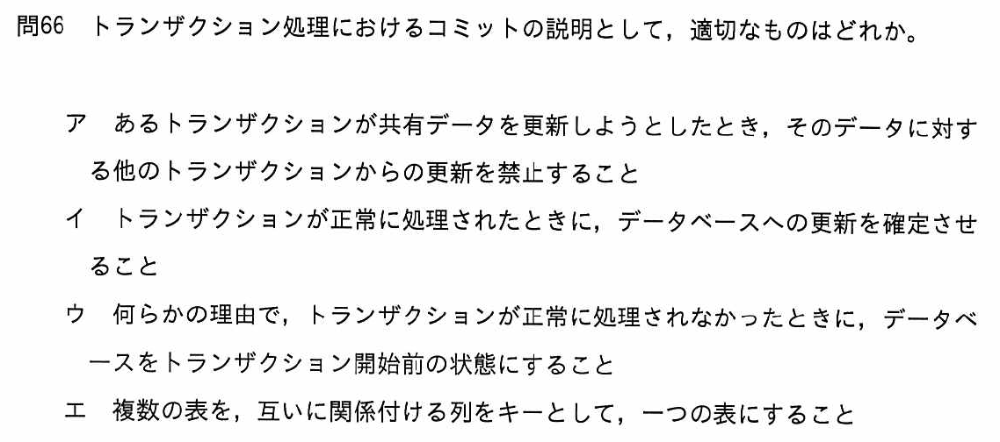 問66 トランザクション処理におけるコミットの説明として，適切なものはどれか。
ア あるトランザクションが共有データを更新しようとしたとき，そのデータに対す
る他のトランザクションからの更新を禁止すること
イ トランザクションが正常に処理されたときに，データベースへの更新を確定させ
ること
ウ 何らかの理由で，トランザクションが正常に処理されなかったときに，データベ
ースをトランザクション開始前の状態にすること
エ 複数の表を，互いに関係付ける列をキーとして，一つの表にすること